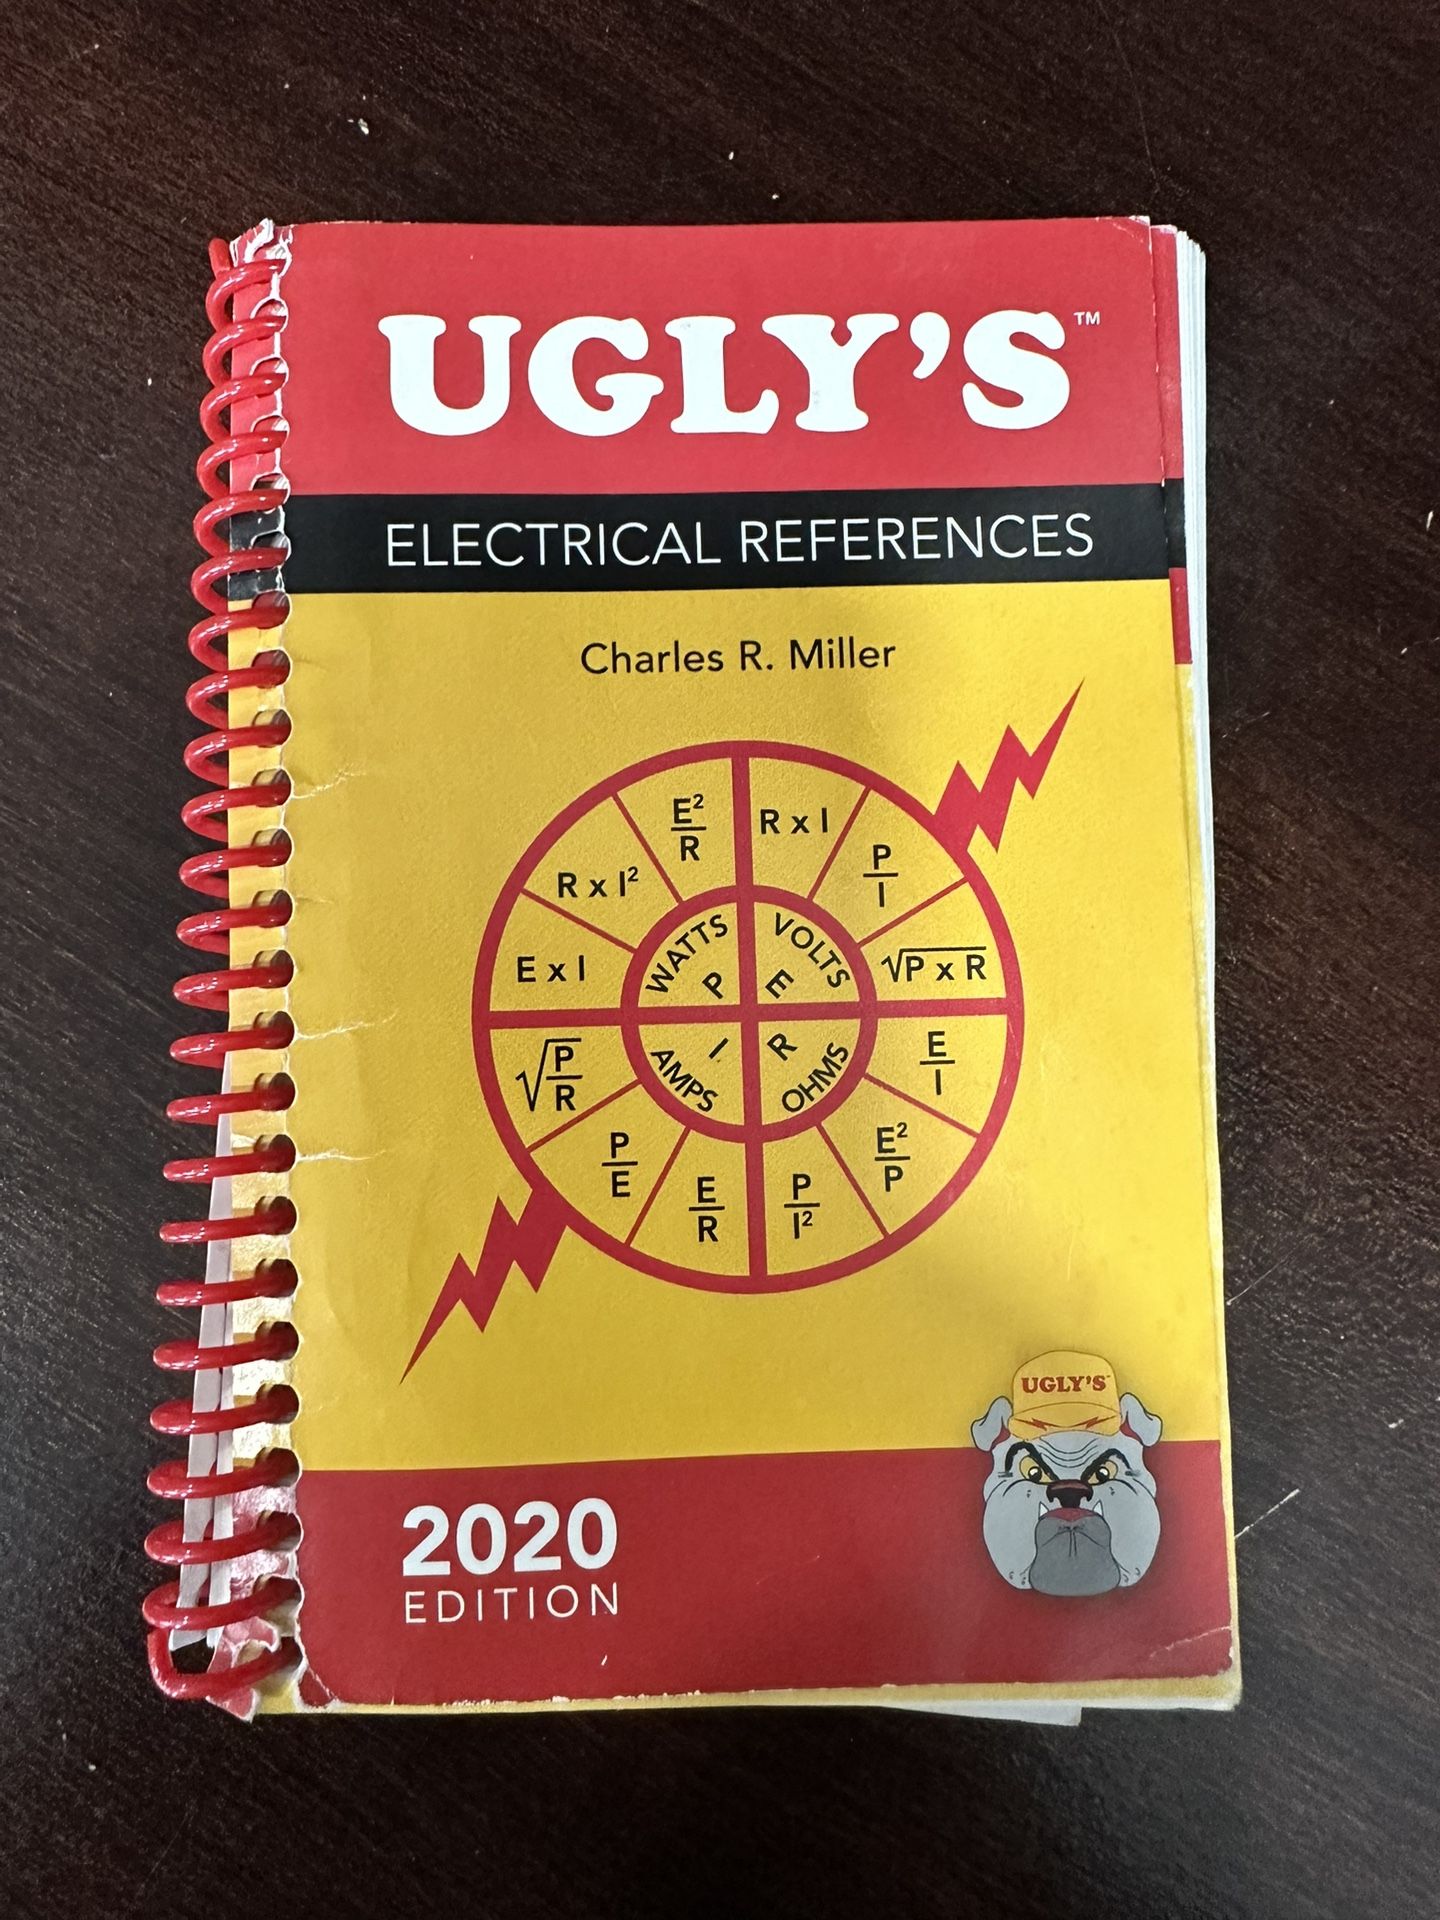 UGLY'S™
ELECTRICAL REFERENCES
Charles R. Miller
E²/R
R x I
R x I²
P/I
E x I
WATTS
VOLTS
√P x R
P
E
√P/R
AMPS
I
R
OHMS
E/I
P/E
E/R
P/I²
E²/P
UGLY'S
2020
EDITION